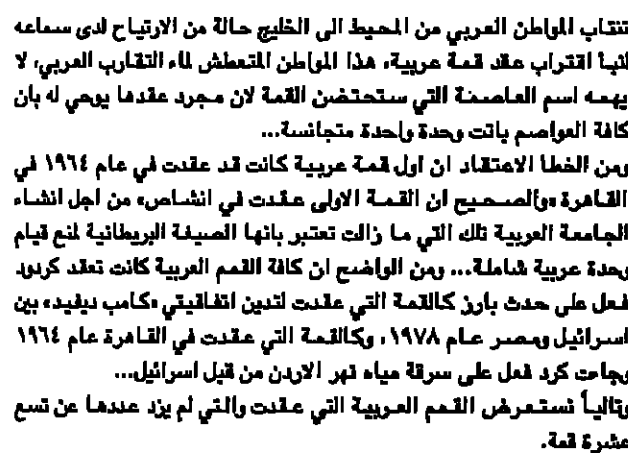 تنتاب المواطن العربي من المحيط الى الخليج حالة من الارتياح لدى سماعه
لنبأ اقتراب عقد قمة عربية، هذا المواطن المتعطش لماء التقارب العربي، لا
يهمه اسم العاصمة التي ستحتضن القمة لان مجرد عقدها يوحي له بان
كافة العواصم باتت وحدة واحدة متجانسة...
ومن الخطأ الاعتقاد ان اول قمة عربية كانت قد عقدت في عام ١٩٦٤ في
القاهرة «والصحيح ان القمة الاولى عقدت في انشاص» من اجل انشاء
الجامعة العربية تلك التي ما زالت تعتبر بانها الصيغة البريطانية لمنع قيام
وحدة عربية شاملة... ومن الواضح ان كافة القمم العربية كانت تعقد كردود
فعل على حدث بارز كالقمة التي عقدت لتدين اتفاقيتي «كامب ديفيد» بين
اسرائيل ومصر عام ١٩٧٨، وكالقمة التي عقدت في القاهرة عام ١٩٦٤
وجاءت كرد فعل على سرقة مياه نهر الاردن من قبل اسرائيل...
وتالياً نستعرض القمم العربية التي عقدت والتي لم يزد عددها عن تسع
عشرة قمة.